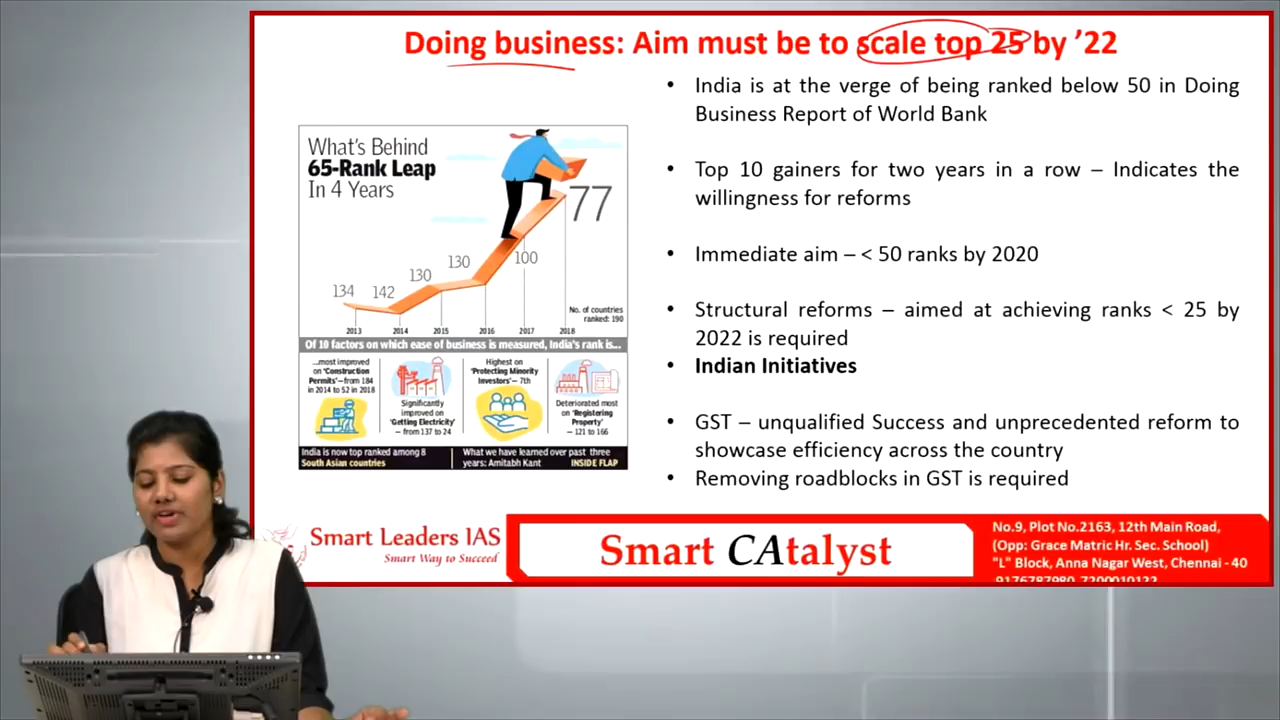 Doing business: Aim must be to scale top 25 by ’22
What's Behind
65-Rank Leap
In 4 Years
77
134
142
130
130
100
No. of countries
ranked: 190
2013 2014 2015 2016 2017 2018
Of 10 factors on which ease of business is measured, India's rank is...
...most improved
on 'Construction
Permits'— from 184
in 2014 to 52 in 2018
Significantly
improved on
'Getting Electricity'
— from 137 to 24
Highest on
'Protecting Minority
Investors'— 7th
Deteriorated most
on 'Registering
Property'
— 121 to 166
India is now top ranked among 8
South Asian countries
What we have learned over past three
years: Amitabh Kant
INSIDE FLAP
• India is at the verge of being ranked below 50 in Doing
Business Report of World Bank
• Top 10 gainers for two years in a row – Indicates the
willingness for reforms
• Immediate aim – < 50 ranks by 2020
• Structural reforms – aimed at achieving ranks < 25 by
2022 is required
• Indian Initiatives
• GST – unqualified Success and unprecedented reform to
showcase efficiency across the country
• Removing roadblocks in GST is required
Smart Leaders IAS
Smart Way to Succeed
Smart CAtalyst
No.9, Plot No.2163, 12th Main Road,
(Opp: Grace Matric Hr. Sec. School)
"L" Block, Anna Nagar West, Chennai - 40
9176787980, 7200010122